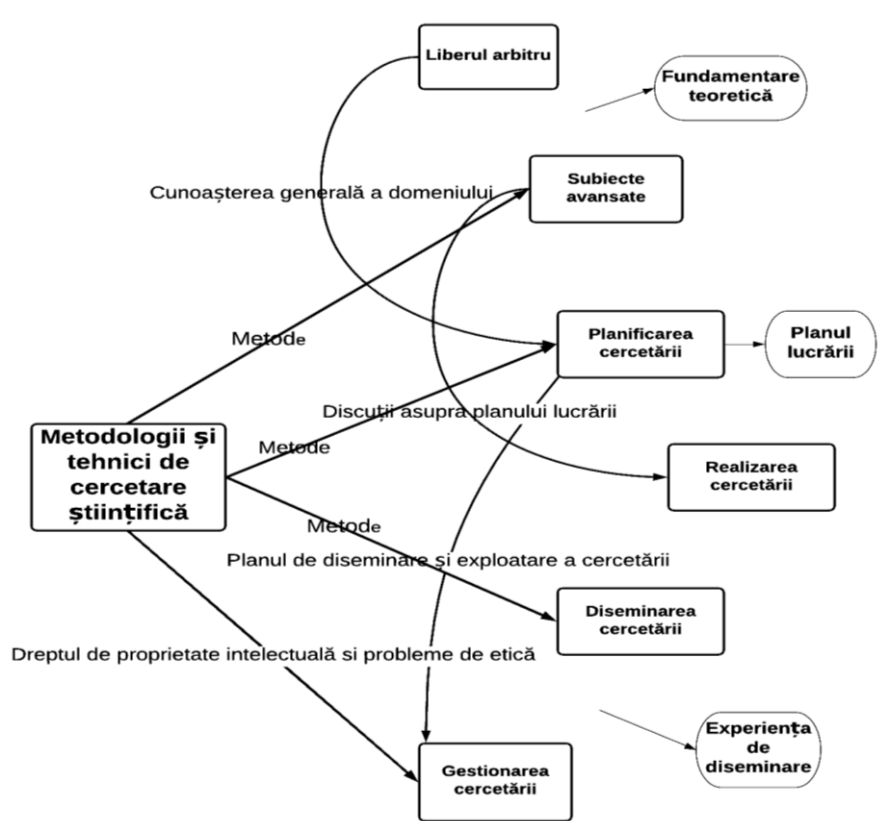 Liberul arbitru
Fundamentare
teoretică
Cunoașterea generală a domeniului
Subiecte
avansate
Metode
Planificarea
cercetării
Planul
lucrării
Discuții asupra planului lucrării
Metode
Metodologii și
tehnici de
cercetare
științifică
Realizarea
cercetării
Metode
Planul de diseminare și exploatare a cercetării
Diseminarea
cercetării
Dreptul de proprietate intelectuală si probleme de etică
Experiența
de
diseminare
Gestionarea
cercetării